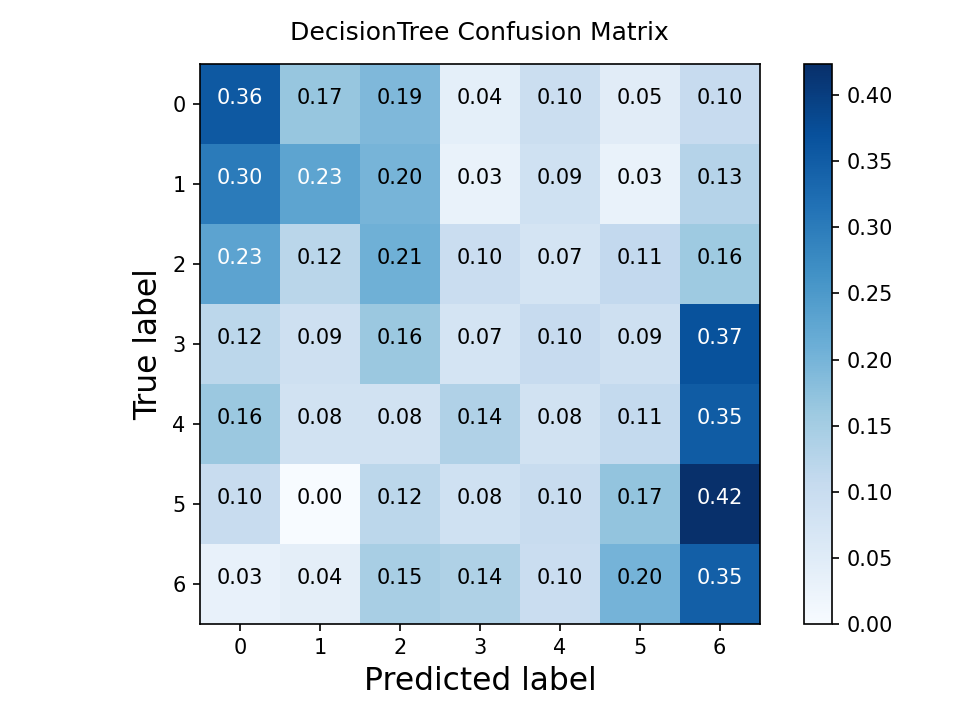 DecisionTree Confusion Matrix
True label
0 0.36 0.17 0.19 0.04 0.10 0.05 0.10
1 0.30 0.23 0.20 0.03 0.09 0.03 0.13
2 0.23 0.12 0.21 0.10 0.07 0.11 0.16
3 0.12 0.09 0.16 0.07 0.10 0.09 0.37
4 0.16 0.08 0.08 0.14 0.08 0.11 0.35
5 0.10 0.00 0.12 0.08 0.10 0.17 0.42
6 0.03 0.04 0.15 0.14 0.10 0.20 0.35
0 1 2 3 4 5 6
Predicted label
0.40
0.35
0.30
0.25
0.20
0.15
0.10
0.05
0.00